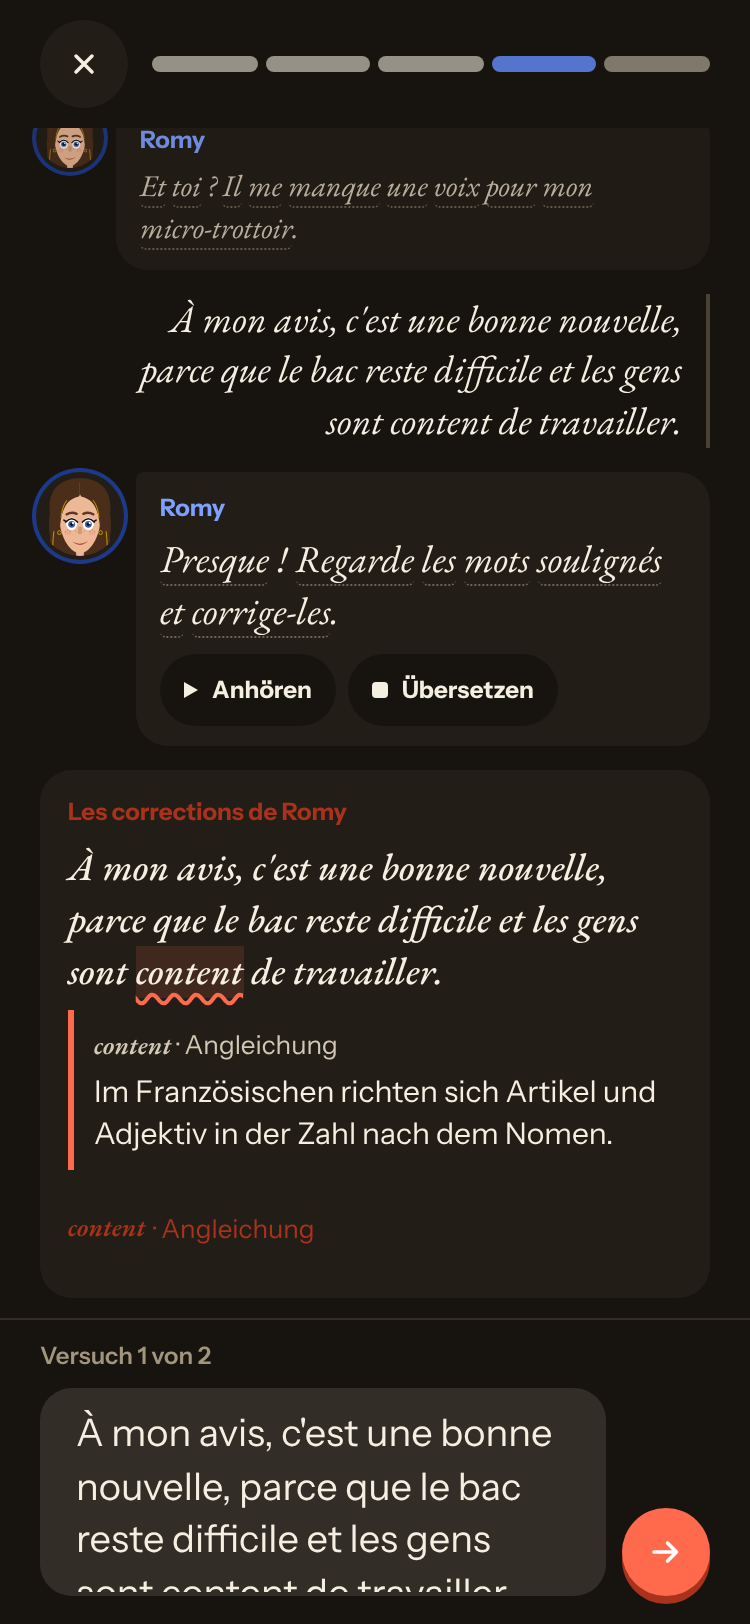 Romy
Et toi ? Il me manque une voix pour mon
micro-trottoir.
À mon avis, c'est une bonne nouvelle,
parce que le bac reste difficile et les gens
sont content de travailler.
Romy
Presque ! Regarde les mots soulignés
et corrige-les.
Anhören
Übersetzen
Les corrections de Romy
À mon avis, c'est une bonne nouvelle,
parce que le bac reste difficile et les gens
sont content de travailler.
content · Angleichung
Im Französischen richten sich Artikel und
Adjektiv in der Zahl nach dem Nomen.
content · Angleichung
Versuch 1 von 2
À mon avis, c'est une bonne
nouvelle, parce que le bac
reste difficile et les gens
sont content de travailler